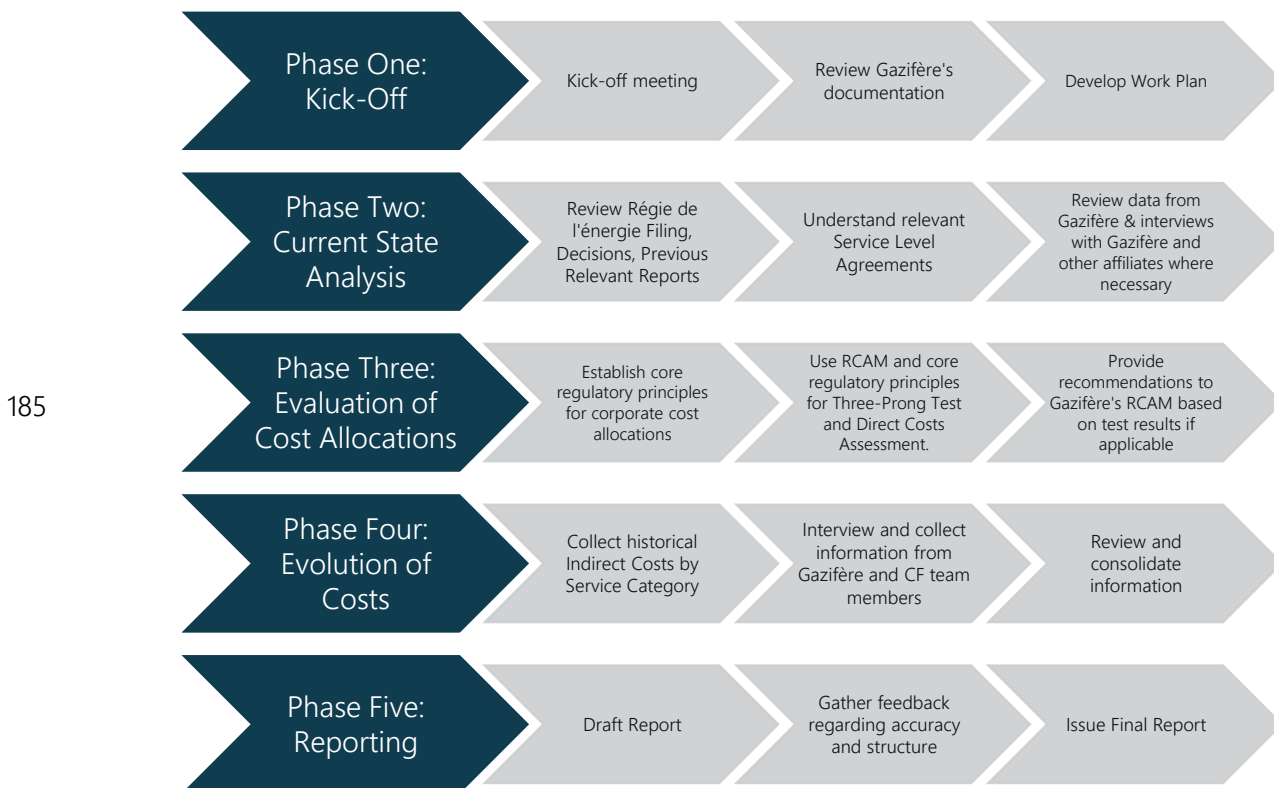 Phase One:
Kick-Off
Kick-off meeting
Review Gazifère's
documentation
Develop Work Plan
Phase Two:
Current State
Analysis
Review Régie de
l'énergie Filing,
Decisions, Previous
Relevant Reports
Understand relevant
Service Level
Agreements
Review data from
Gazifère & interviews
with Gazifère and
other affiliates where
necessary
185
Phase Three:
Evaluation of
Cost Allocations
Establish core
regulatory principles
for corporate cost
allocations
Use RCAM and core
regulatory principles
for Three-Prong Test
and Direct Costs
Assessment.
Provide
recommendations to
Gazifère's RCAM based
on test results if
applicable
Phase Four:
Evolution of
Costs
Collect historical
Indirect Costs by
Service Category
Interview and collect
information from
Gazifère and CF team
members
Review and
consolidate
information
Phase Five:
Reporting
Draft Report
Gather feedback
regarding accuracy
and structure
Issue Final Report